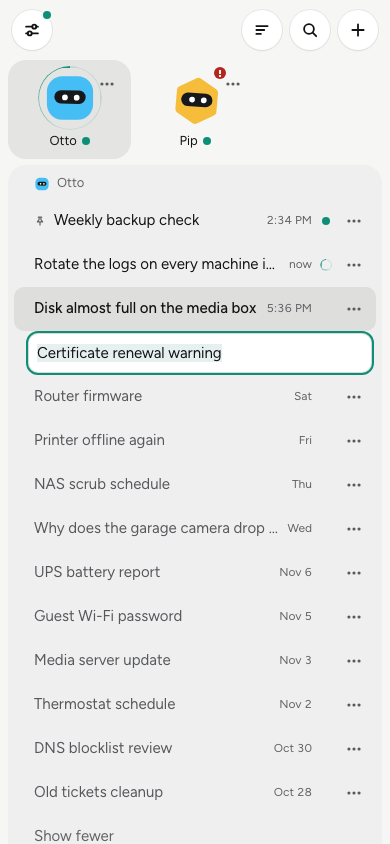 Otto
Pip
Otto
Weekly backup check 2:34 PM
Rotate the logs on every machine i... now
Disk almost full on the media box 5:36 PM
Certificate renewal warning
Router firmware Sat
Printer offline again Fri
NAS scrub schedule Thu
Why does the garage camera drop ... Wed
UPS battery report Nov 6
Guest Wi-Fi password Nov 5
Media server update Nov 3
Thermostat schedule Nov 2
DNS blocklist review Oct 30
Old tickets cleanup Oct 28
Show fewer